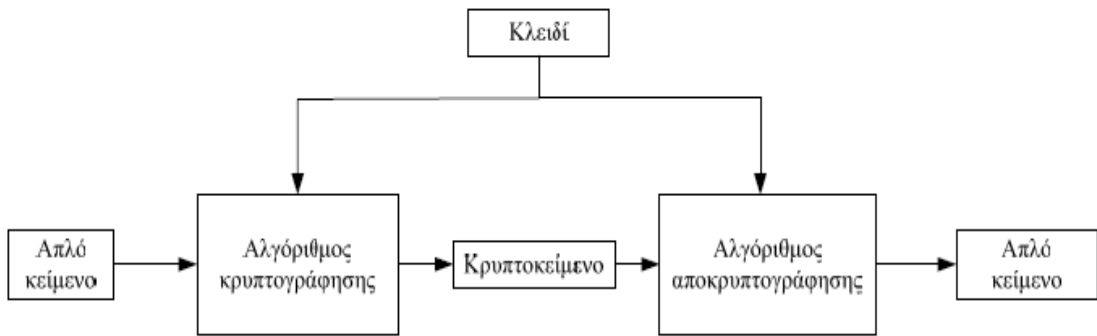 Κλειδί
Απλό
κείμενο
Αλγόριθμος
κρυπτογράφησης
Κρυπτοκείμενο
Αλγόριθμος
αποκρυπτογράφησης
Απλό
κείμενο